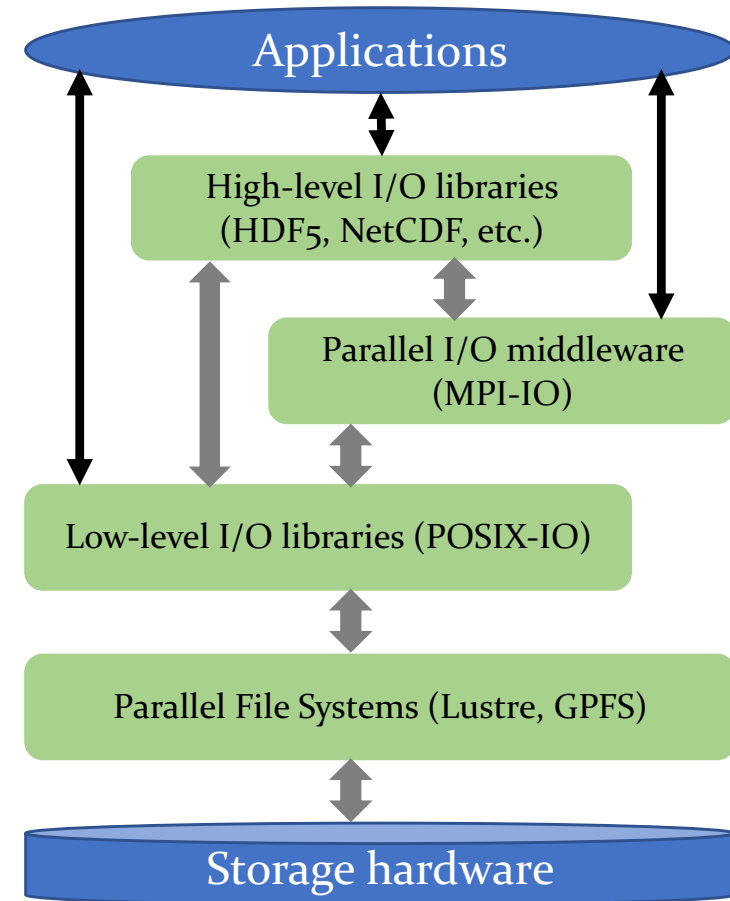 Applications
High-level I/O libraries
(HDF5, NetCDF, etc.)
Parallel I/O middleware
(MPI-IO)
Low-level I/O libraries (POSIX-IO)
Parallel File Systems (Lustre, GPFS)
Storage hardware